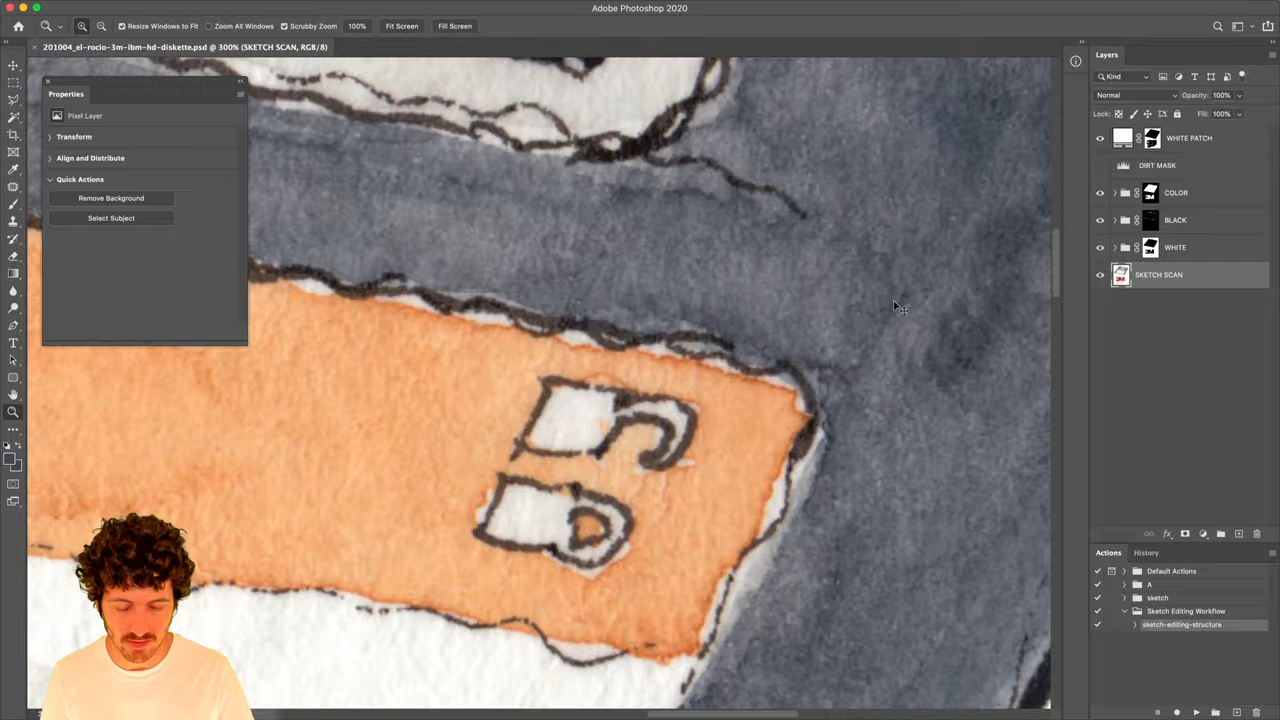 Adobe Photoshop 2020
Resize Windows to Fit
Zoom All Windows
Scrubby Zoom
100%
Fit Screen
Fill Screen
201004_el-rocio-3m-ibm-hd-diskette.psd @ 300% (SKETCH SCAN, RGB/8)
Properties
Pixel Layer
Transform
Align and Distribute
Quick Actions
Remove Background
Select Subject
Layers
Kind
Normal
Opacity: 100%
Lock:
Fill: 100%
WHITE PATCH
DIRT MASK
COLOR
BLACK
WHITE
SKETCH SCAN
Actions
History
Default Actions
A
sketch
Sketch Editing Workflow
sketch-editing-structure